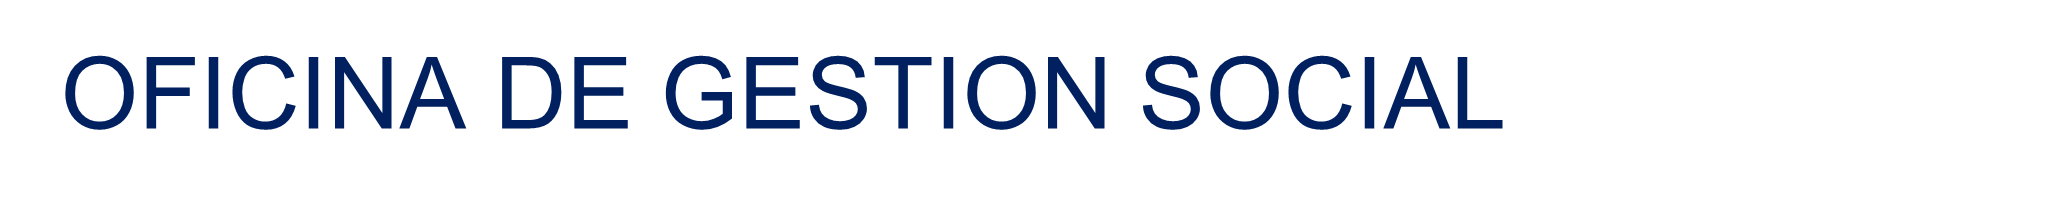 OFICINA DE GESTION SOCIAL